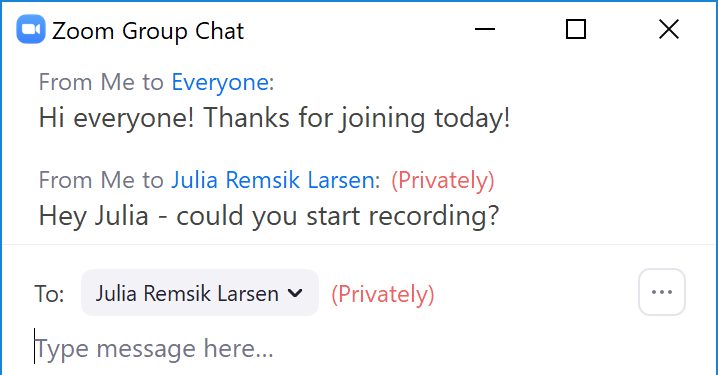 Zoom Group Chat
From Me to Everyone:
Hi everyone! Thanks for joining today!
From Me to Julia Remsik Larsen: (Privately)
Hey Julia - could you start recording?
To: Julia Remsik Larsen (Privately)
Type message here...